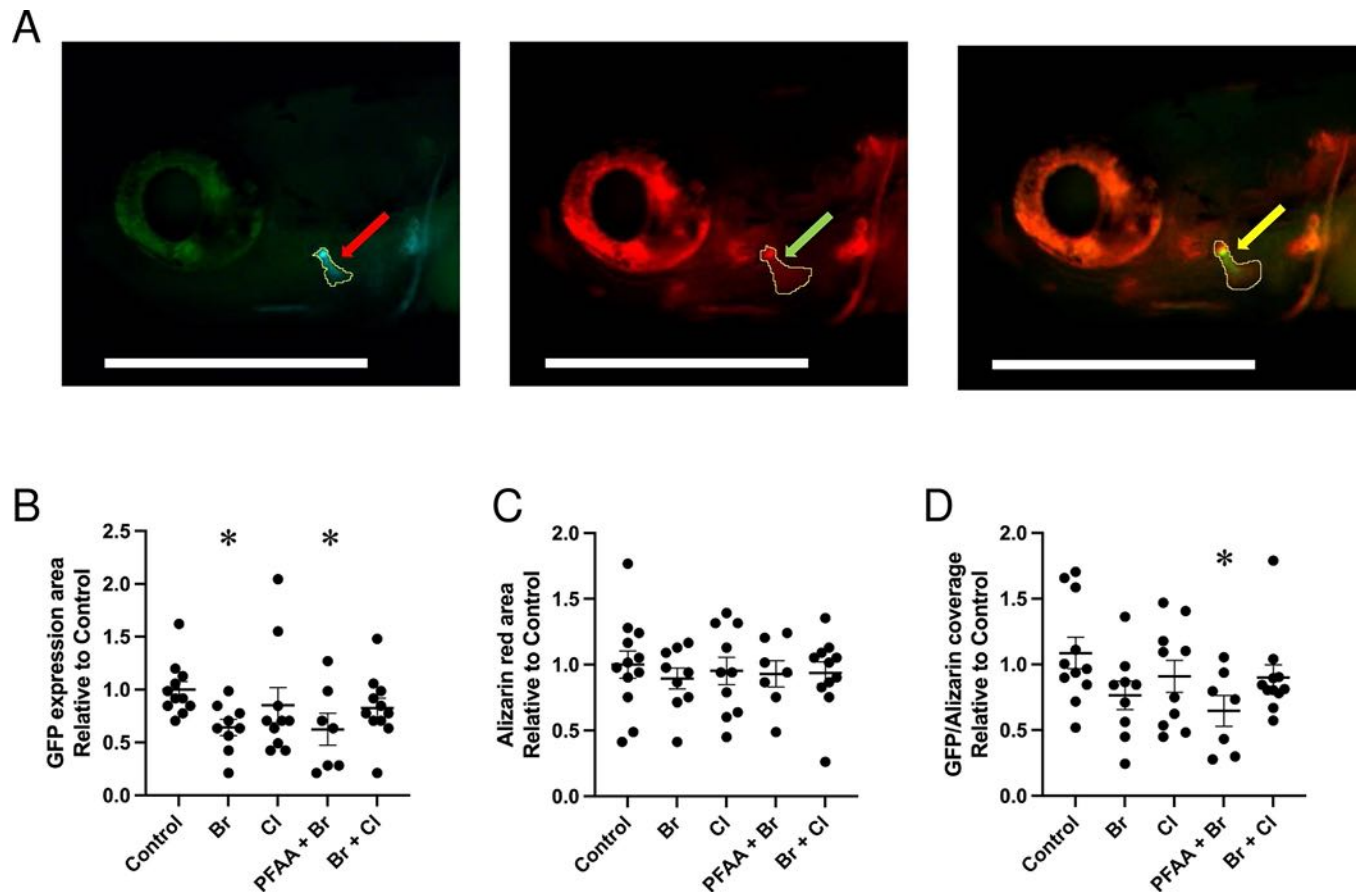 A
B
GFP expression area
Relative to Control
2.5
2.0
1.5
1.0
0.5
0.0
*
*
Control
Br
Cl
PFAA + Br
Br + Cl
C
Alizarin red area
Relative to Control
2.0
1.5
1.0
0.5
0.0
Control
Br
Cl
PFAA + Br
Br + Cl
D
GFP/Alizarin coverage
Relative to Control
2.0
1.5
1.0
0.5
0.0
*
Control
Br
Cl
PFAA + Br
Br + Cl